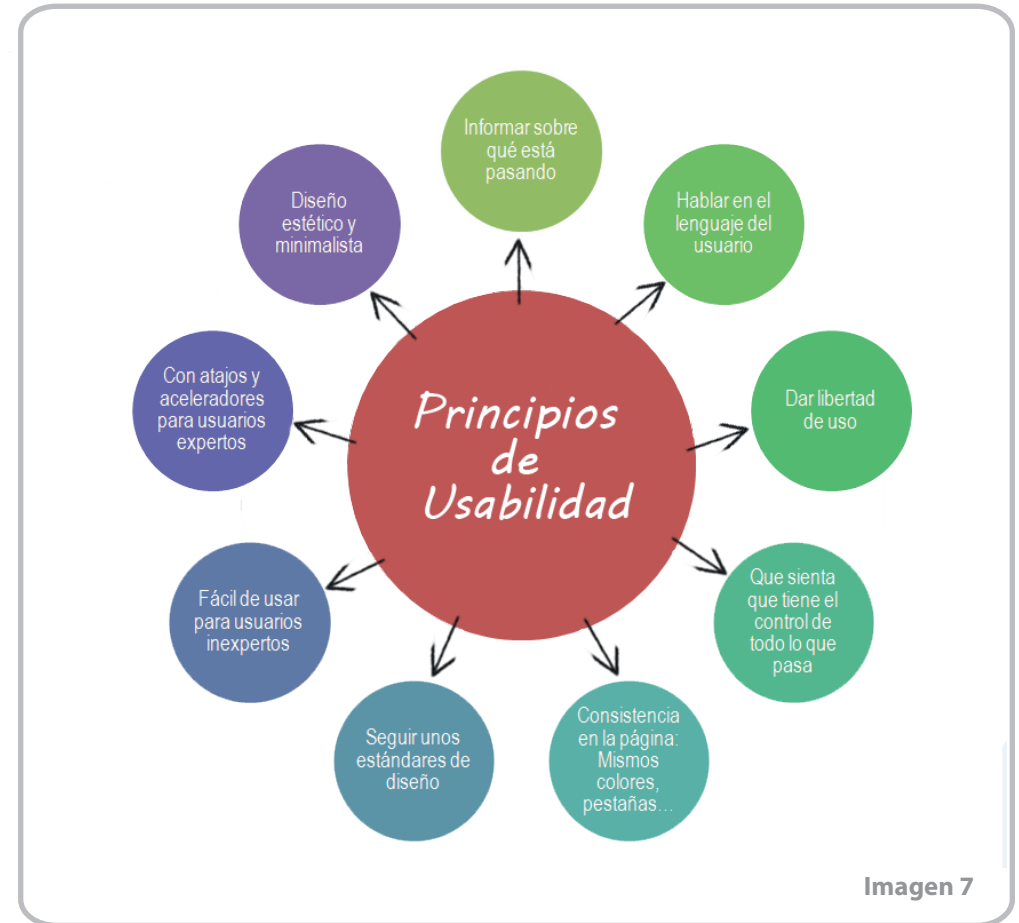 Informar sobre
qué está
pasando
Hablar en el
lenguaje del
usuario
Dar libertad
de uso
Que sienta
que tiene el
control de
todo lo que
pasa
Consistencia
en la página:
Mismos
colores,
pestañas...
Seguir unos
estándares de
diseño
Fácil de usar
para usuarios
inexpertos
Con atajos y
aceleradores
para usuarios
expertos
Diseño
estético y
minimalista
Principios
de
Usabilidad
Imagen 7